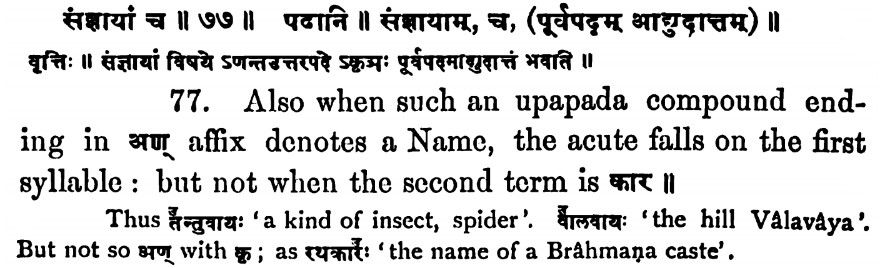 संज्ञायां च ॥ ७७ ॥ पदानि ॥ संज्ञायाम्, च, (पूर्वपदम् आद्युदात्तम्) ॥
वृत्तिः ॥ संज्ञायां विषये ऽणन्तउत्तरपदे ऽकृञः पूर्वपदमाद्युदात्तं भवति ॥
77. Also when such an upapada compound end-
ing in अण् affix denotes a Name, the acute falls on the first
syllable : but not when the second term is कार ॥
Thus तँन्तुवायः 'a kind of insect, spider'. वाँलवायः 'the hill Vâlavâya'.
But not so अण् with कृ ; as रथकारँः 'the name of a Brâhmaṇa caste'.